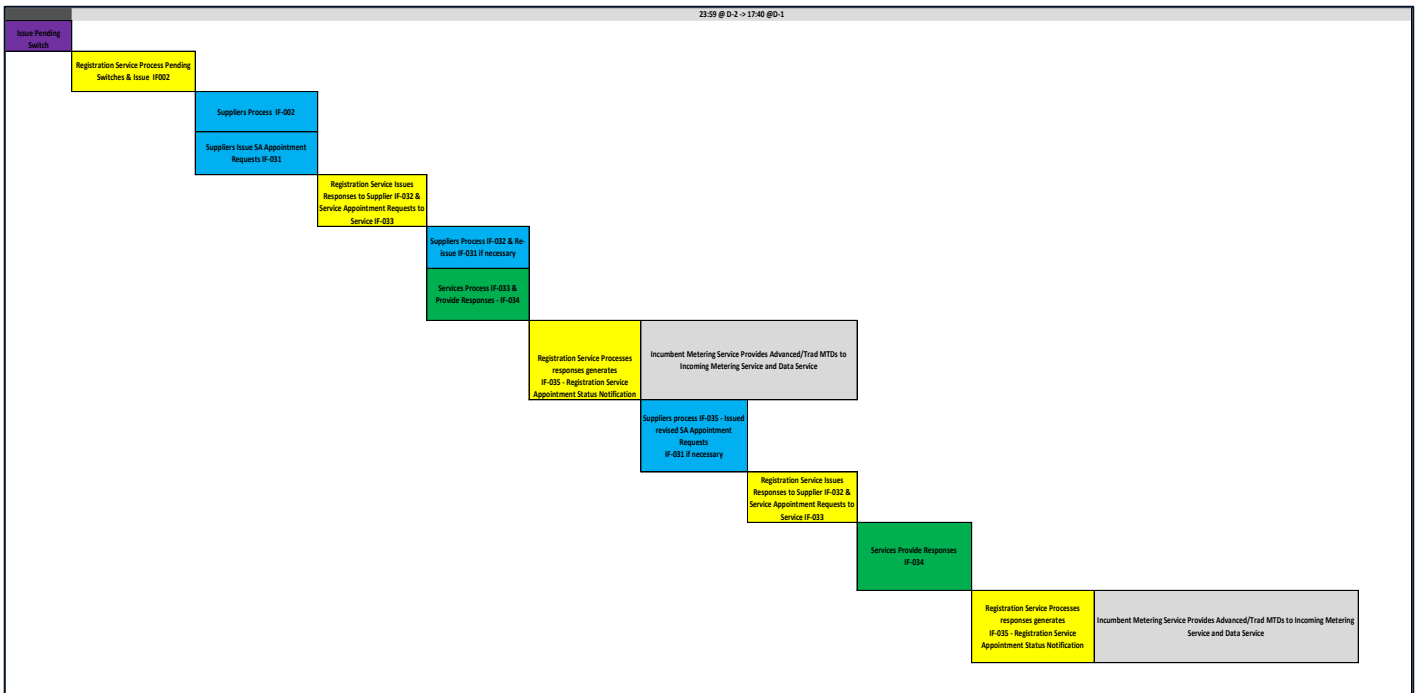 23:59 @ D-2 -> 17:40 @D-1
Issue Pending
Switch
Registration Service Process Pending
Switches & Issue IF002
Suppliers Process IF-002
Suppliers Issue SA Appointment
Requests IF-031
Registration Service Issues
Responses to Supplier IF-032 &
Service Appointment Requests to
Service IF-033
Suppliers Process IF-032 & Re-
issue IF-031 if necessary
Services Process IF-033 &
Provide Responses - IF-034
Registration Service Processes
responses generates
IF-035 - Registration Service
Appointment Status Notification
Incumbent Metering Service Provides Advanced/Trad MTDs to
Incoming Metering Service and Data Service
Suppliers process IF-035 - Issued
revised SA Appointment
Requests
IF-031 if necessary
Registration Service Issues
Responses to Supplier IF-032 &
Service Appointment Requests to
Service IF-033
Services Provide Responses
IF-034
Registration Service Processes
responses generates
IF-035 - Registration Service
Appointment Status Notification
Incumbent Metering Service Provides Advanced/Trad MTDs to Incoming Metering
Service and Data Service